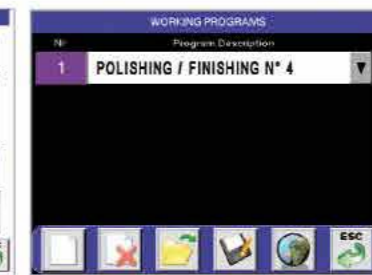 WORKING PROGRAMS
Nr Program Description
1 POLISHING / FINISHING N° 4
ESC